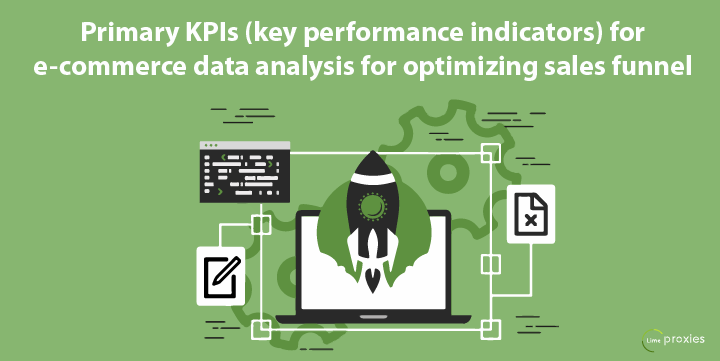 Primary KPIs (key performance indicators) for
e-commerce data analysis for optimizing sales funnel
Lime proxies